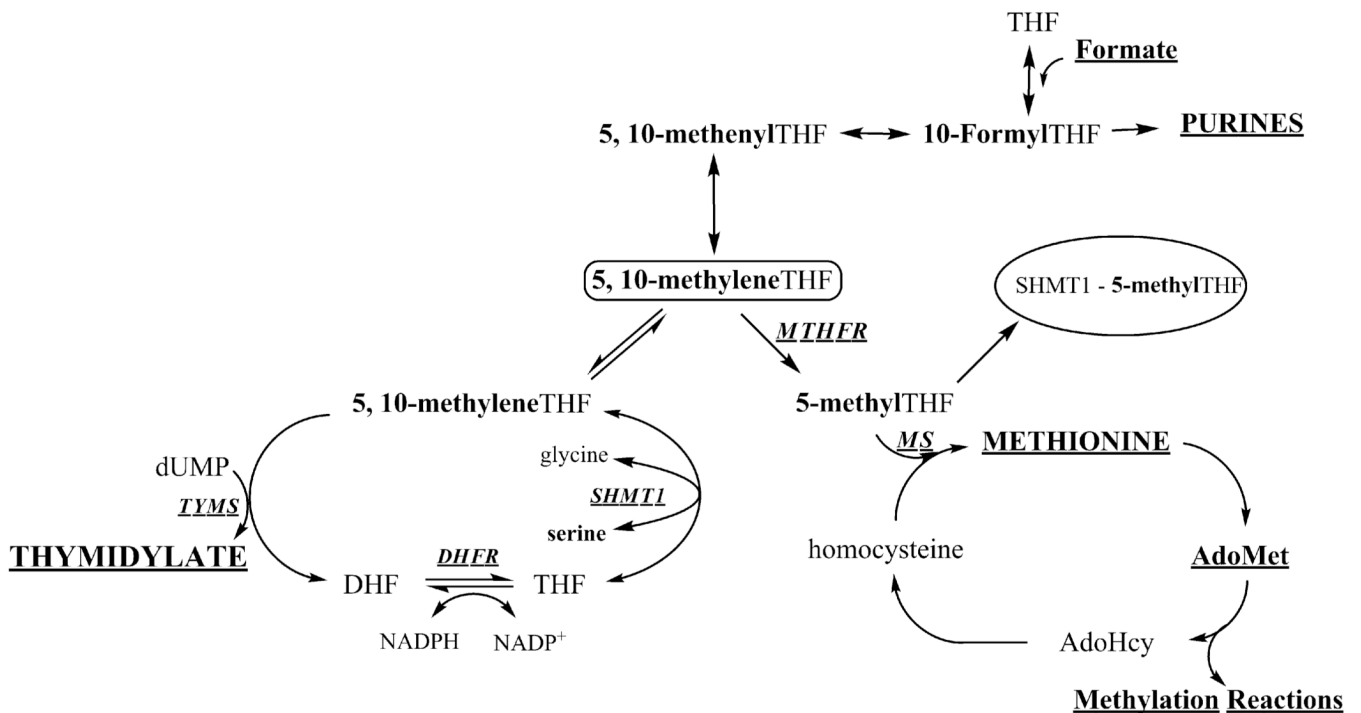 THF
Formate
5, 10-methenylTHF
10-FormylTHF
PURINES
5, 10-methyleneTHF
SHMT1 - 5-methylTHF
MTHFR
5, 10-methyleneTHF
5-methylTHF
MS
METHIONINE
glycine
dUMP
SHMT1
TYMS
serine
THYMIDYLATE
homocysteine
AdoMet
DHFR
DHF
THF
NADPH
NADP+
AdoHcy
Methylation Reactions